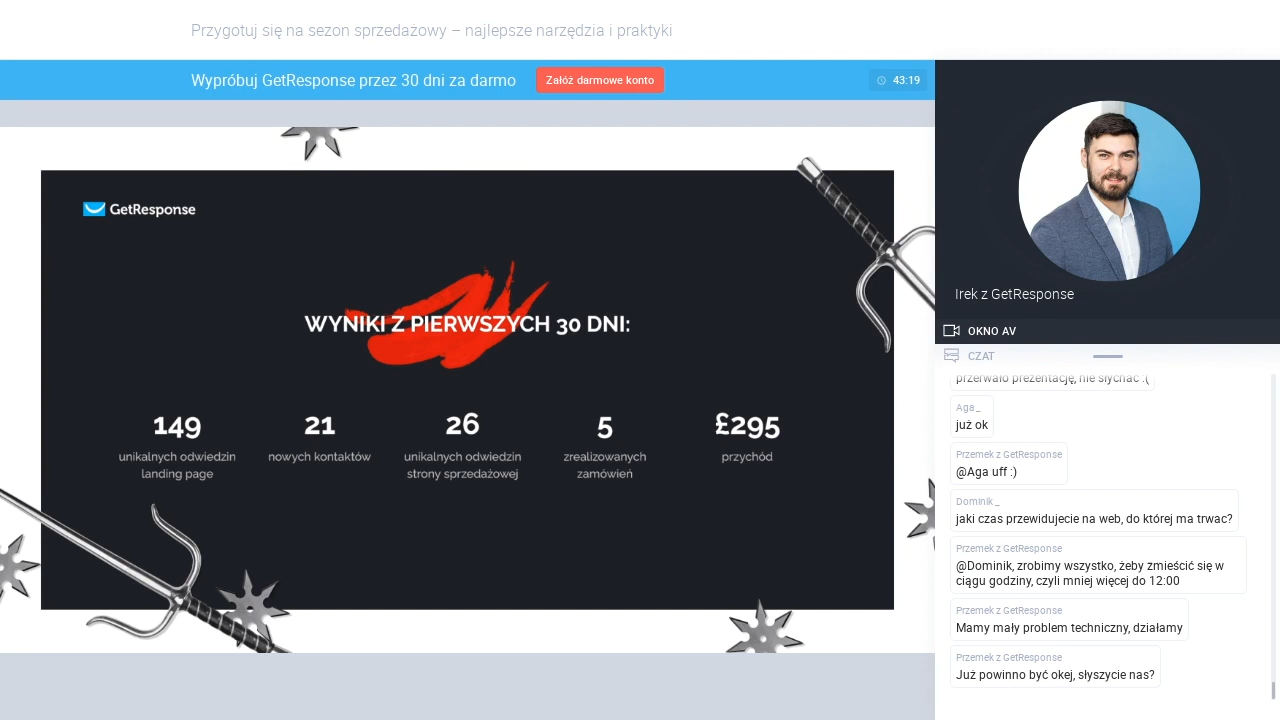 Przygotuj się na sezon sprzedażowy – najlepsze narzędzia i praktyki
Wypróbuj GetResponse przez 30 dni za darmo
Załóż darmowe konto
43:19
GetResponse
WYNIKI Z PIERWSZYCH 30 DNI:
149
unikalnych odwiedzin
landing page
21
nowych kontaktów
26
unikalnych odwiedzin
strony sprzedażowej
5
zrealizowanych
zamówień
£295
przychód
Irek z GetResponse
OKNO AV
CZAT
przerwało prezentację, nie słychać :(
Aga_
już ok
Przemek z GetResponse
@Aga uff :)
Dominik_
jaki czas przewidujecie na web, do której ma trwac?
Przemek z GetResponse
@Dominik, zrobimy wszystko, żeby zmieścić się w
ciągu godziny, czyli mniej więcej do 12:00
Przemek z GetResponse
Mamy mały problem techniczny, działamy
Przemek z GetResponse
Już powinno być okej, słyszycie nas?